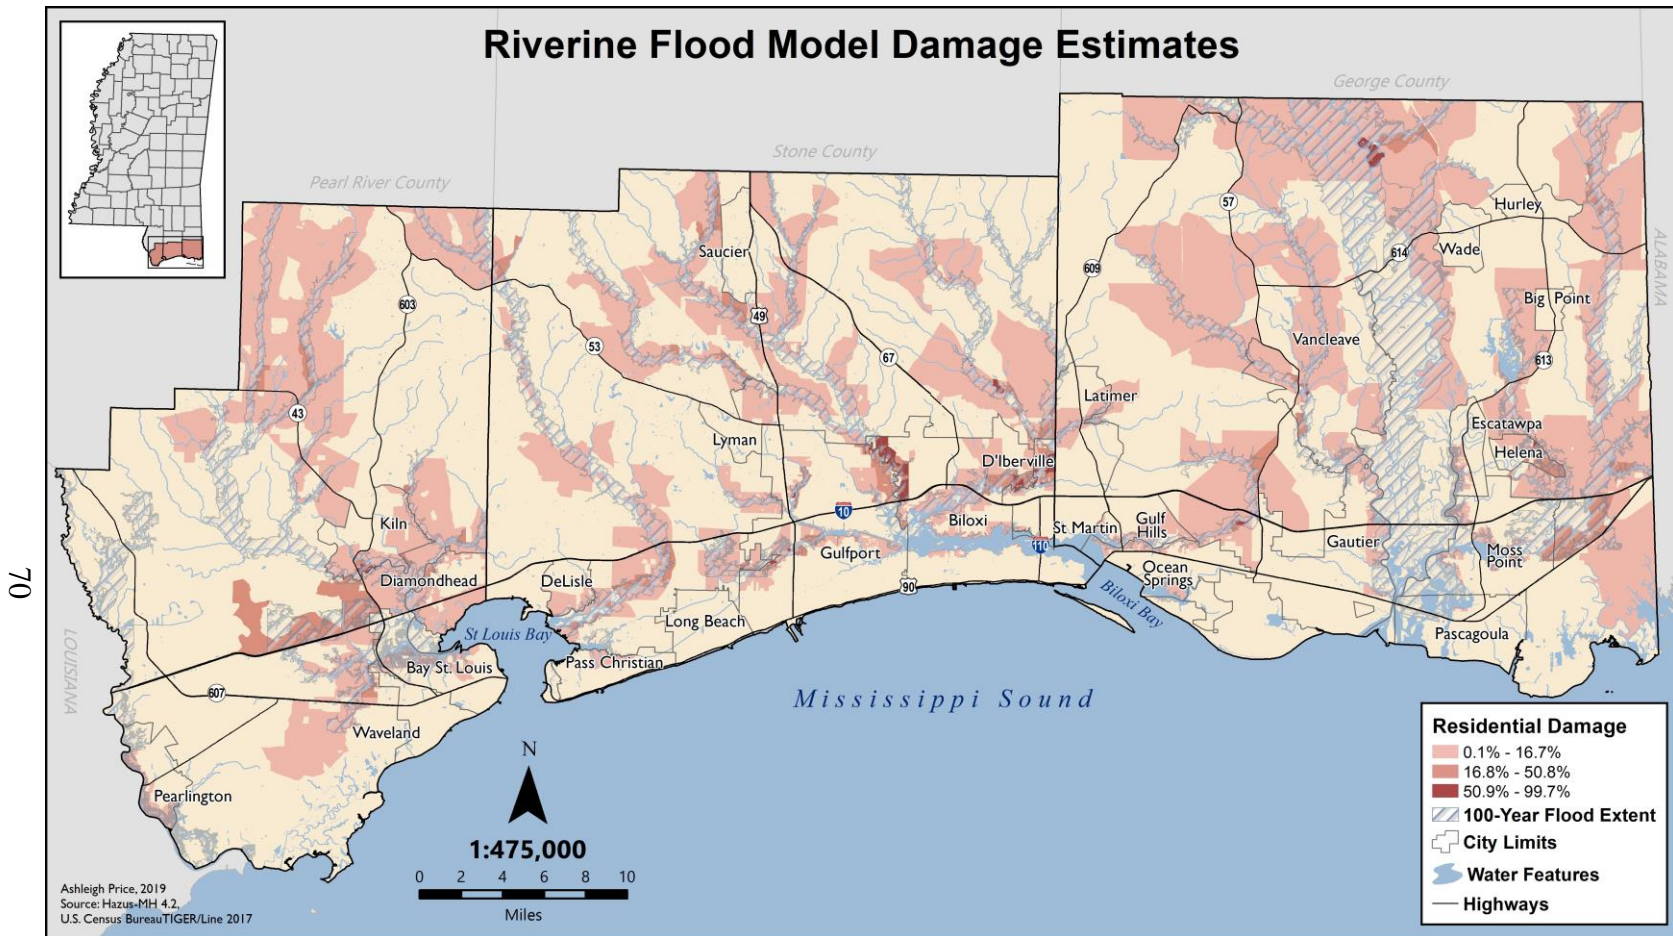 Riverine Flood Model Damage Estimates
George County
Stone County
Pearl River County
57
Hurley
614
Wade
ALABAMA
Saucier
609
603
49
Big Point
53
67
Vancleave
613
43
Latimer
Escatawpa
Lyman
Helena
D'Iberville
10
Kiln
Biloxi
St Martin
Gulf
Hills
Gulfport
110
Gautier
Moss
Point
Diamondhead
DeLisle
90
Ocean
Springs
Biloxi Bay
70
Long Beach
St Louis Bay
Pascagoula
LOUISIANA
Bay St. Louis
Pass Christian
607
Mississippi Sound
Waveland
Pearlington
N
1:475,000
0 2 4 6 8 10
Miles
Residential Damage
0.1% - 16.7%
16.8% - 50.8%
50.9% - 99.7%
100-Year Flood Extent
City Limits
Water Features
Highways
Ashleigh Price, 2019
Source: Hazus-MH 4.2,
U.S. Census BureauTIGER/Line 2017